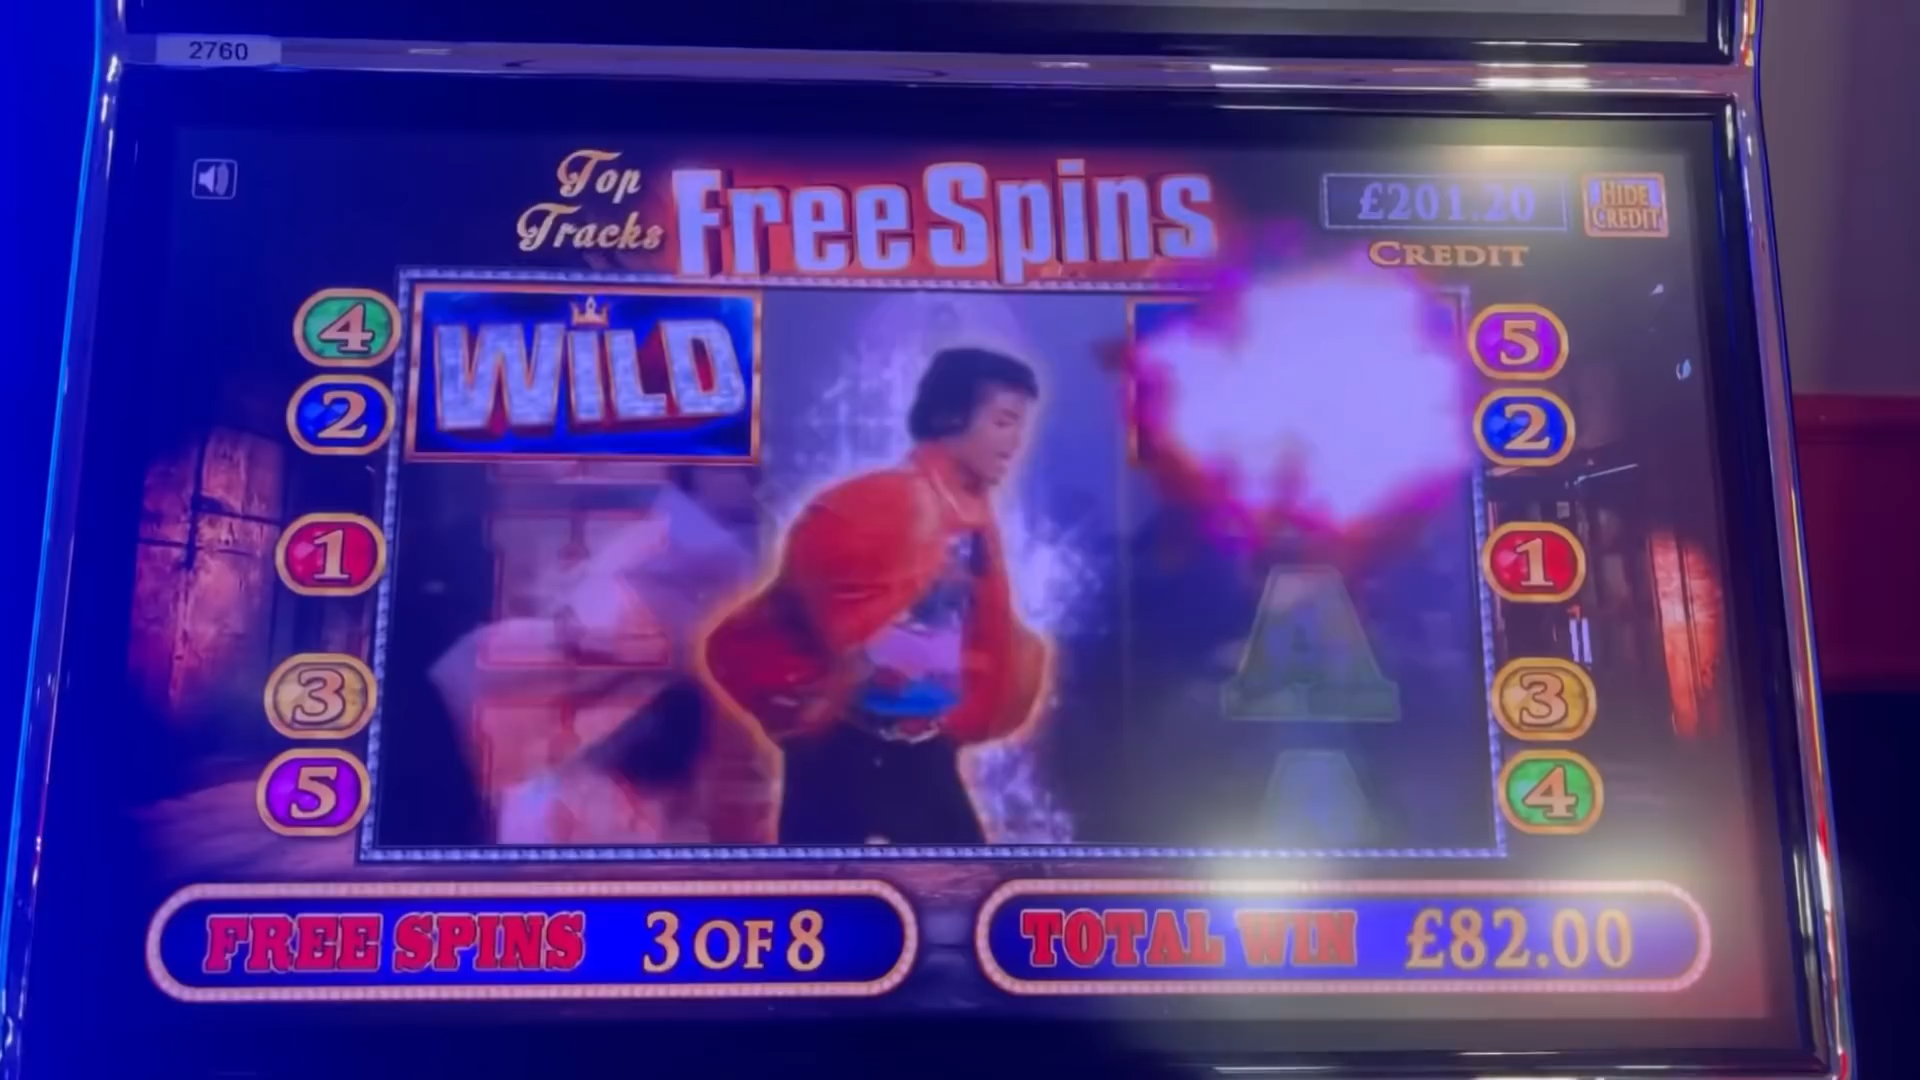 2760
Top
Tracks
Free Spins
£201.20
HIDE
CREDIT
CREDIT
WILD
4
2
1
3
5
5
2
1
3
4
A
FREE SPINS 3 OF 8
TOTAL WIN £82.00